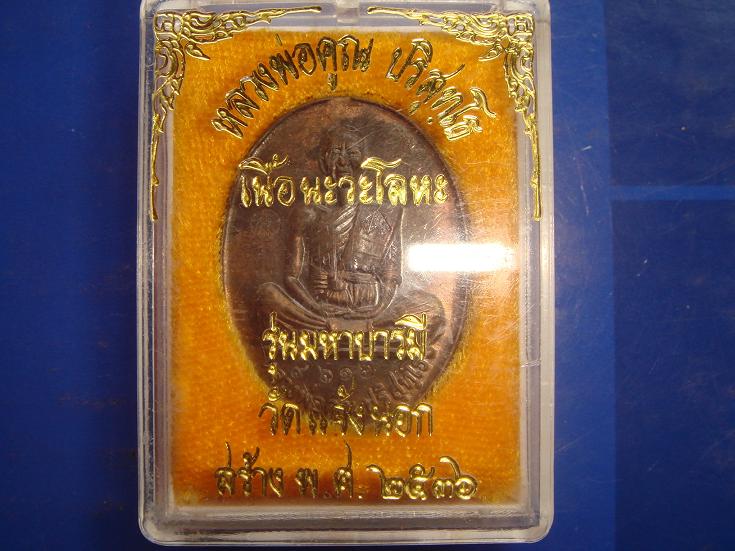 หลวงพ่อคูณ ปริสุทฺโธ
เนื้อนะวะโลหะ
รุ่นมหาบารมี
วัดแจ้งนอก
สร้าง พ.ศ. ๒๕๓๖